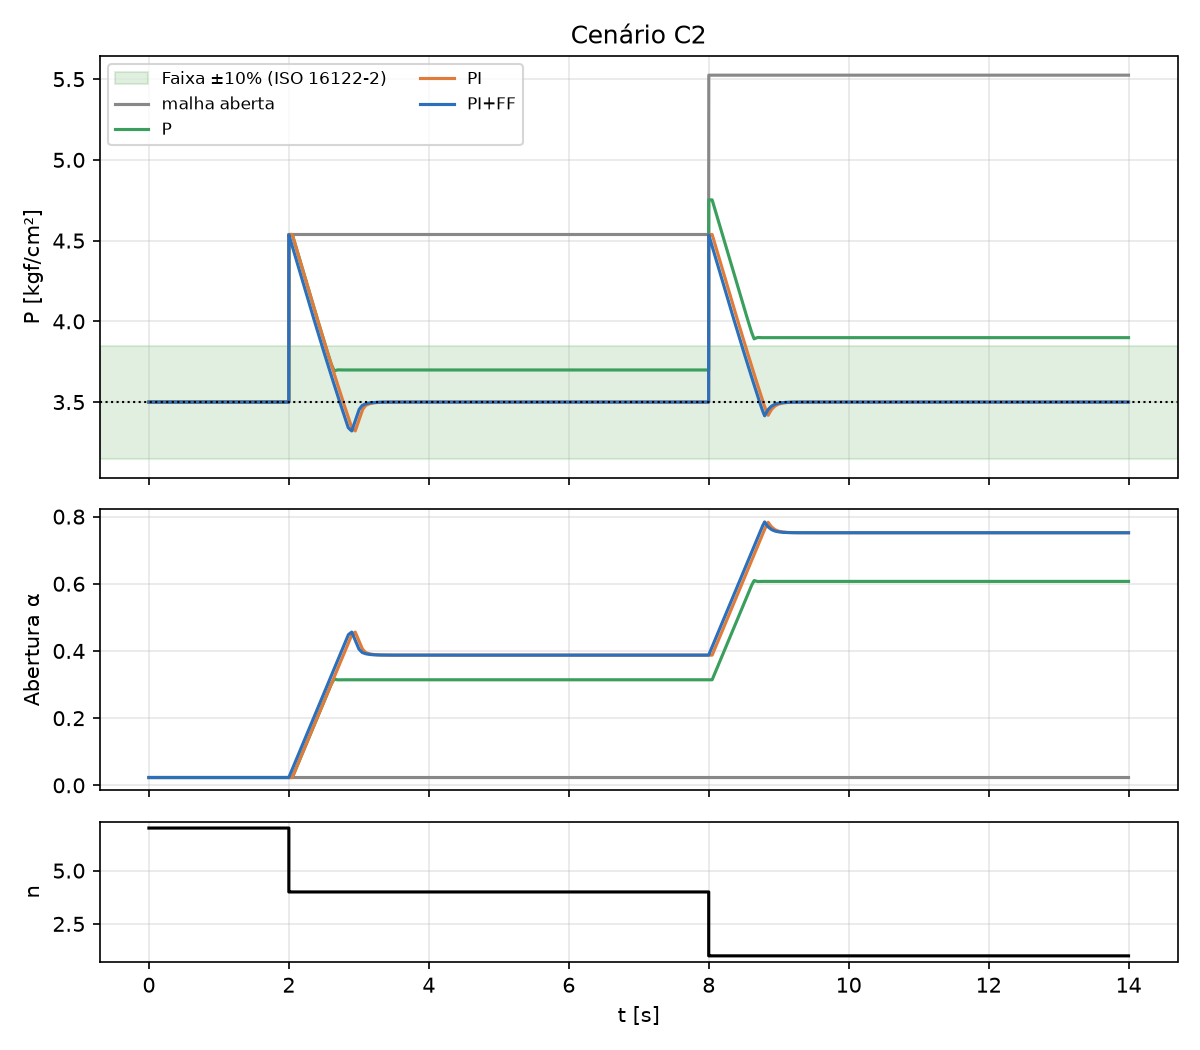 Cenário C2
Faixa ±10% (ISO 16122-2)
malha aberta
P
PI
PI+FF
P [kgf/cm²]
5.5
5.0
4.5
4.0
3.5
Abertura α
0.8
0.6
0.4
0.2
0.0
n
5.0
2.5
0 2 4 6 8 10 12 14
t [s]